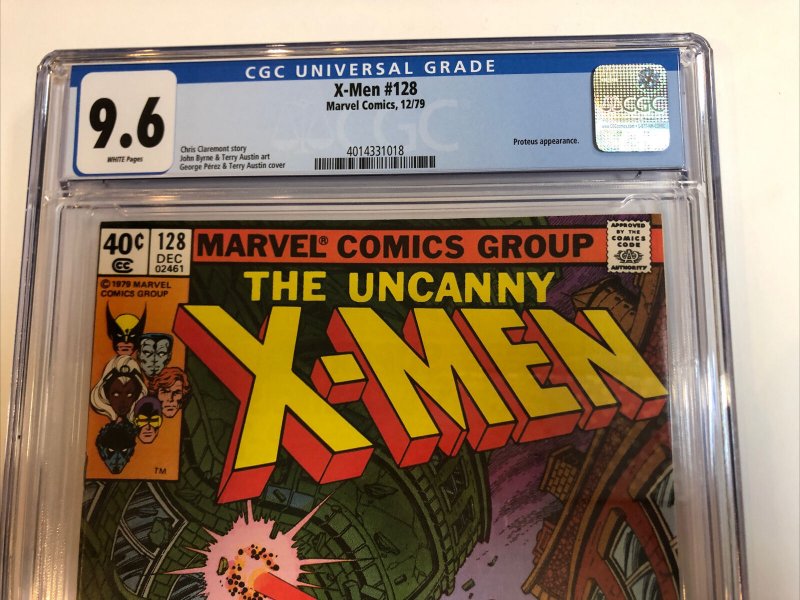 CGC UNIVERSAL GRADE
9.6
WHITE Pages
X-Men #128
Marvel Comics, 12/79
Chris Claremont story
John Byrne & Terry Austin art
George Pérez & Terry Austin cover
4014331018
Proteus appearance.
CGC
40¢
CC
128
DEC
02461
MARVEL® COMICS GROUP
APPROVED
BY THE
COMICS
CODE
AUTHORITY
© 1979 MARVEL
COMICS GROUP
THE UNCANNY
X-MEN
TM